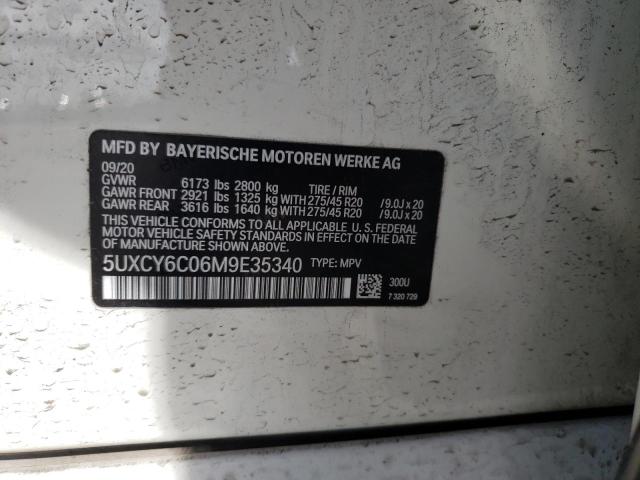 MFD BY BAYERISCHE MOTOREN WERKE AG
09/20
GVWR 6173 lbs 2800 kg TIRE / RIM
GAWR FRONT 2921 lbs 1325 kg WITH 275/45 R20 /9.0J x 20
GAWR REAR 3616 lbs 1640 kg WITH 275/45 R20 /9.0J x 20
THIS VEHICLE CONFORMS TO ALL APPLICABLE U. S. FEDERAL
MOTOR VEHICLE SAFETY STANDARDS IN EFFECT ON THE DATE OF
MANUFACTURE SHOWN ABOVE.
5UXCY6C06M9E35340 TYPE: MPV
300U
7 320 729